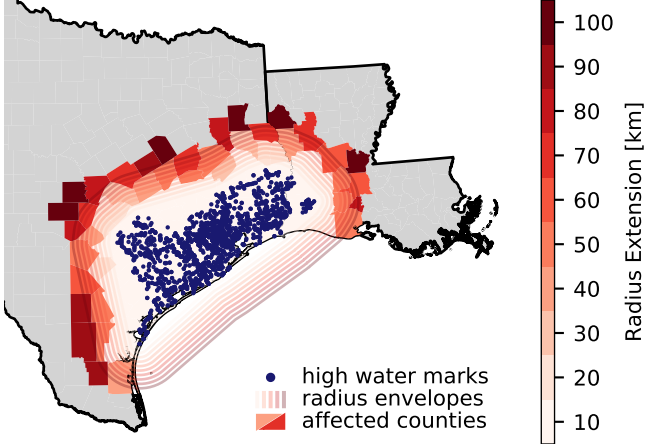 100
90
80
70
60
50
40
30
20
10
Radius Extension [km]
high water marks
radius envelopes
affected counties